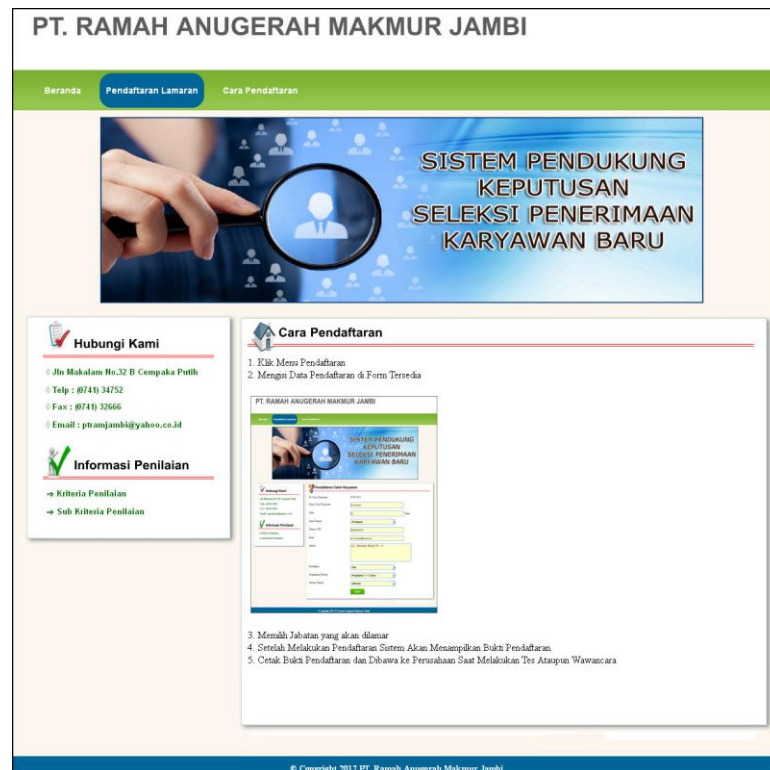 PT. RAMAH ANUGERAH MAKMUR JAMBI
Beranda Pendaftaran Lamaran Cara Pendaftaran
SISTEM PENDUKUNG
KEPUTUSAN
SELEKSI PENERIMAAN
KARYAWAN BARU
Hubungi Kami
Jln Makalam No.32 B Cempaka Putih
Telp : (0741) 34752
Fax : (0741) 32666
Email : ptramjambi@yahoo.co.id
Informasi Penilaian
Kriteria Penilaian
Sub Kriteria Penilaian
Cara Pendaftaran
1. Klik Menu Pendaftaran
2. Mengisi Data Pendaftaran di Form Tersedia
PT. RAMAH ANUGERAH MAKMUR JAMBI
SISTEM PENDUKUNG
KEPUTUSAN
SELEKSI PENERIMAAN
KARYAWAN BARU
Hubungi Kami
Informasi Penilaian
3. Memilih Jabatan yang akan dilamar
4. Setelah Melakukan Pendaftaran Sistem Akan Menampilkan Bukti Pendaftaran.
5. Cetak Bukti Pendaftaran dan Dibawa ke Perusahaan Saat Melakukan Tes Ataupun Wawancara
© Copyright 2017 PT. Ramah Anugerah Makmur Jambi